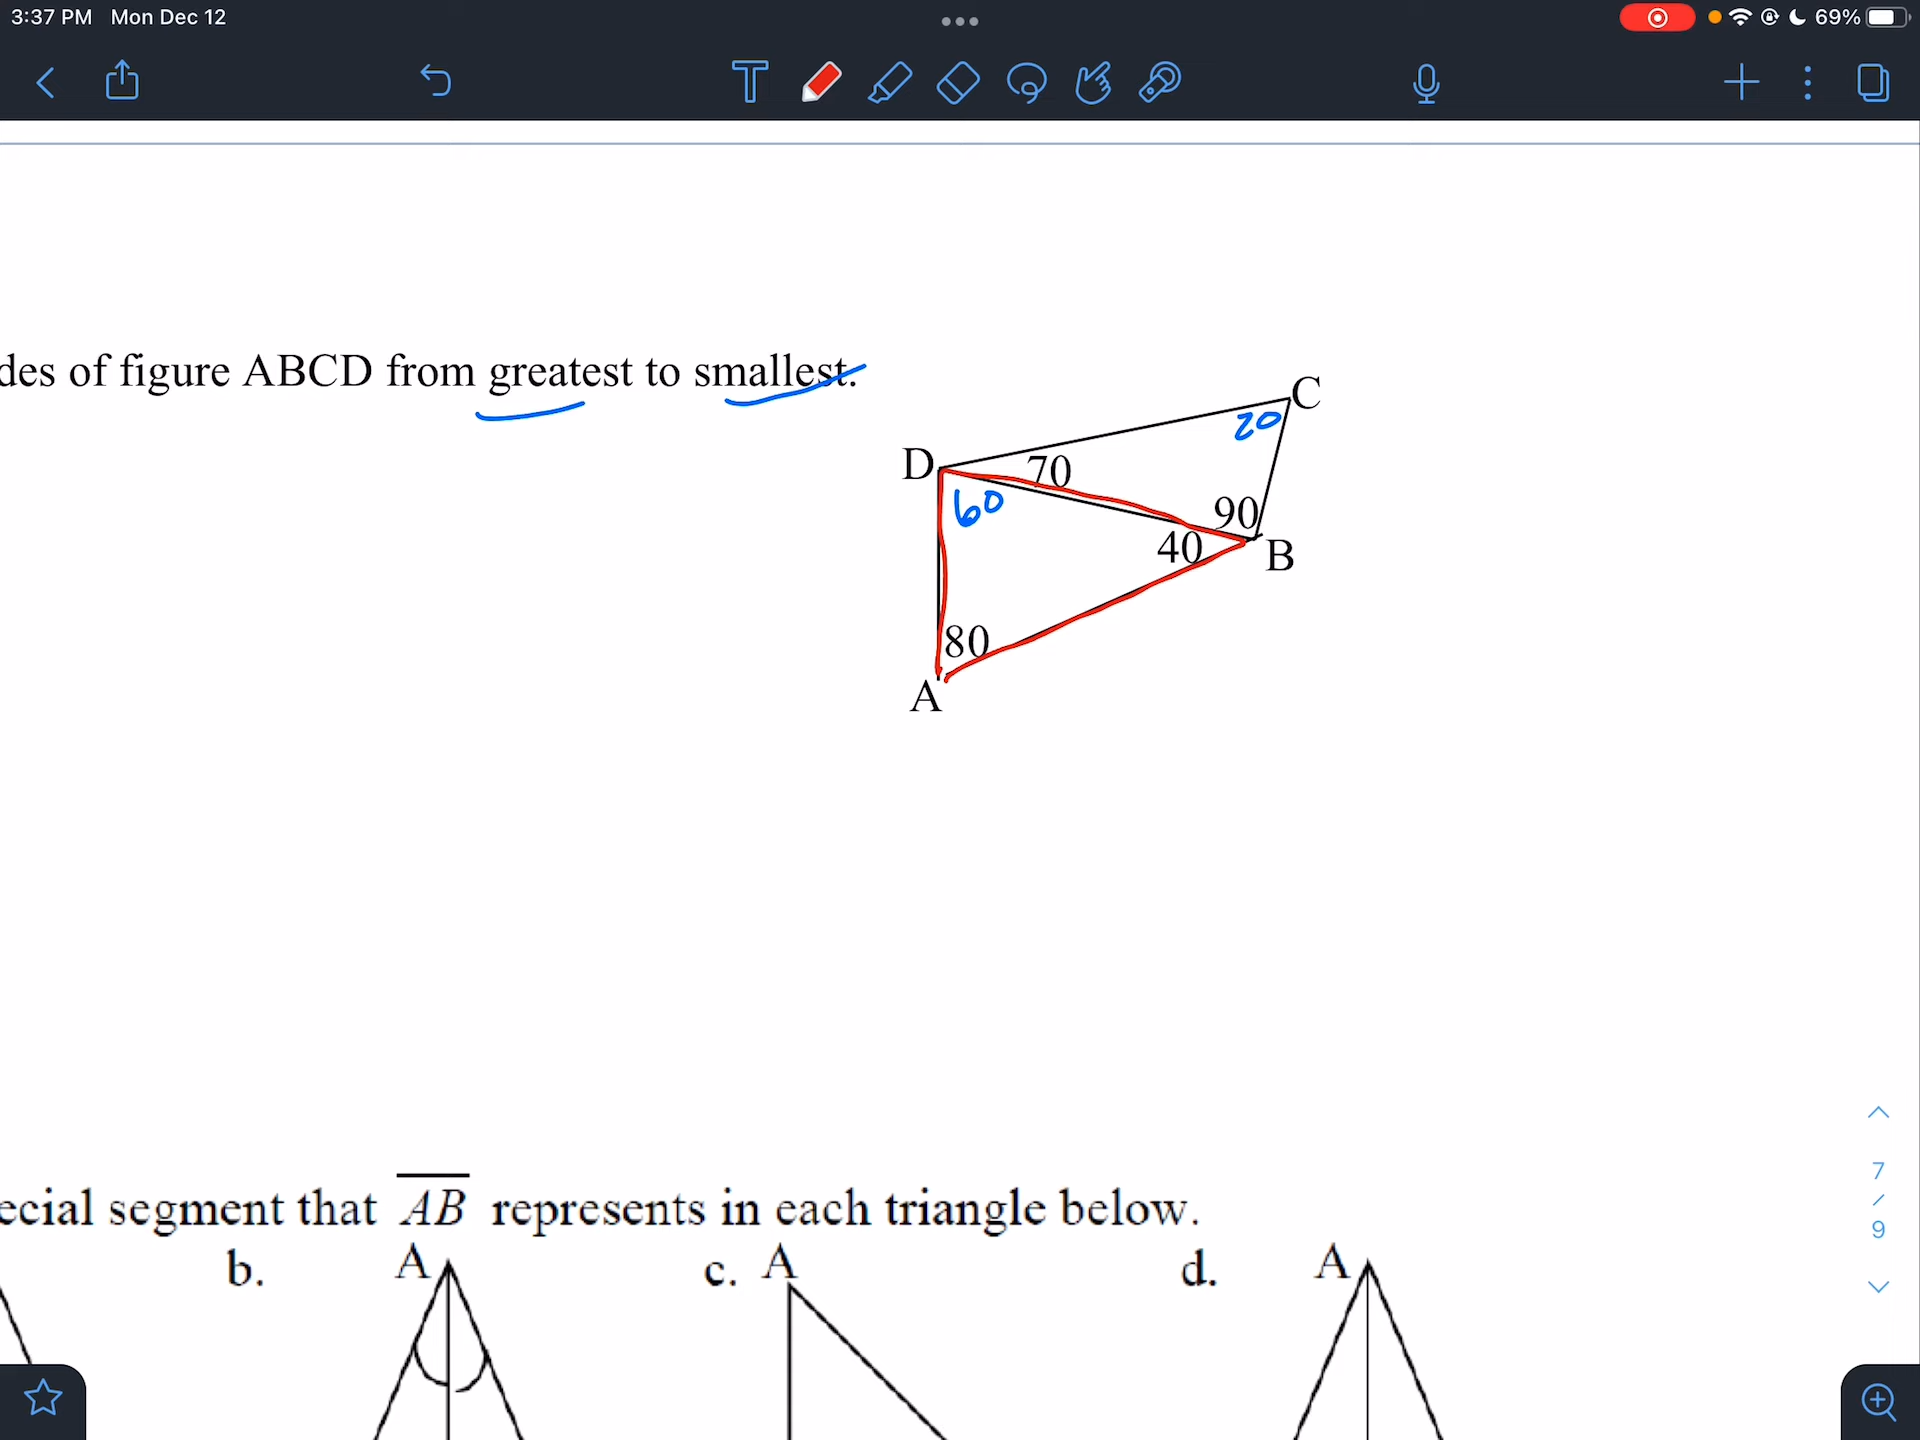 3:37 PM Mon Dec 12
69%
T
des of figure ABCD from greatest to smallest.
C
20
D
70
60
90
40
B
80
A
7
/
9
ecial segment that AB represents in each triangle below.
b. A c. A d. A